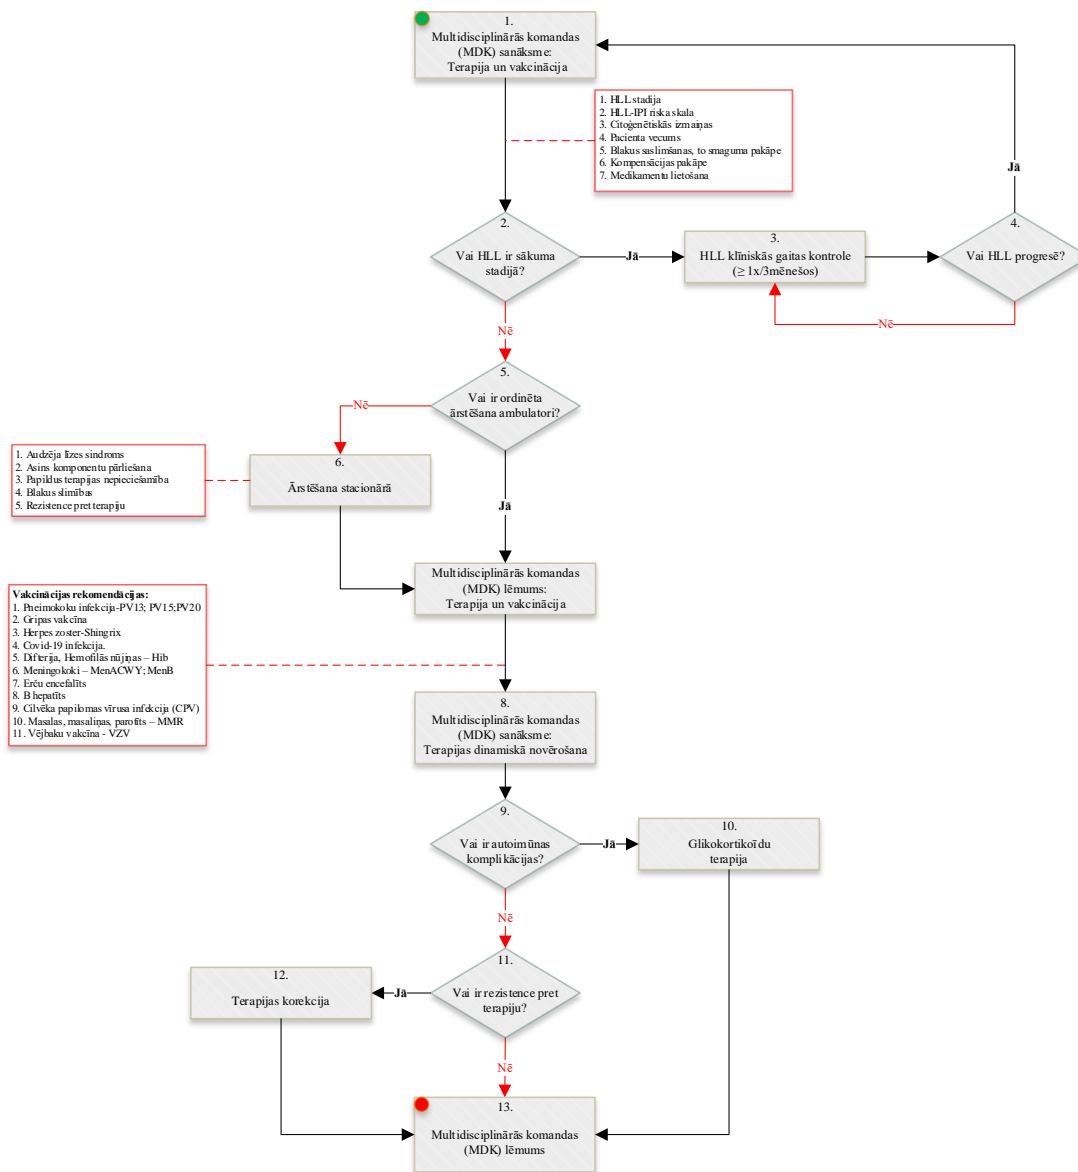 1.
Multidisciplinārās komandas
(MDK) sanāksme:
Terapija un vakcinācija
1. HLL stadija
2. HLL-IPI riska skala
3. Citoģenētiskās izmaiņas
4. Pacienta vecums
5. Blakus saslimšanas, to smaguma pakāpe
6. Kompensācijas pakāpe
7. Medikamentu lietošana
Jā
2.
Vai HLL ir sākuma
stadijā?
Jā
3.
HLL klīniskās gaitas kontrole
(≥ 1x/3mēnešos)
4.
Vai HLL progresē?
Nē
Nē
5.
Vai ir ordinēta
ārstēšana ambulatori?
Nē
1. Audzēja līzes sindroms
2. Asins komponentu pārliešana
3. Papildus terapijas nepieciešamība
4. Blakus slimības
5. Rezistence pret terapiju
6.
Ārstēšana stacionārā
Jā
Multidisciplinārās komandas
(MDK) lēmums:
Terapija un vakcinācija
Vakcinācijas rekomendācijas:
1. Pneimokoku infekcija-PV13; PV15;PV20
2. Gripas vakcīna
3. Herpes zoster-Shingrix
4. Covid-19 infekcija.
5. Difterija, Hemofilās nūjiņas – Hib
6. Meningokoki – MenACWY; MenB
7. Erču encefalīts
8. B hepatīts
9. Cilvēka papilomas vīrusa infekcija (CPV)
10. Masalas, masaliņas, parotīts – MMR
11. Vējbaku vakcīna - VZV
8.
Multidisciplinārās komandas
(MDK) sanāksme:
Terapijas dinamiskā novērošana
9.
Vai ir autoimūnas
komplikācijas?
Jā
10.
Glikokortikoīdu
terapija
Nē
11.
Vai ir rezistence pret
terapiju?
Jā
12.
Terapijas korekcija
Nē
13.
Multidisciplinārās komandas
(MDK) lēmums